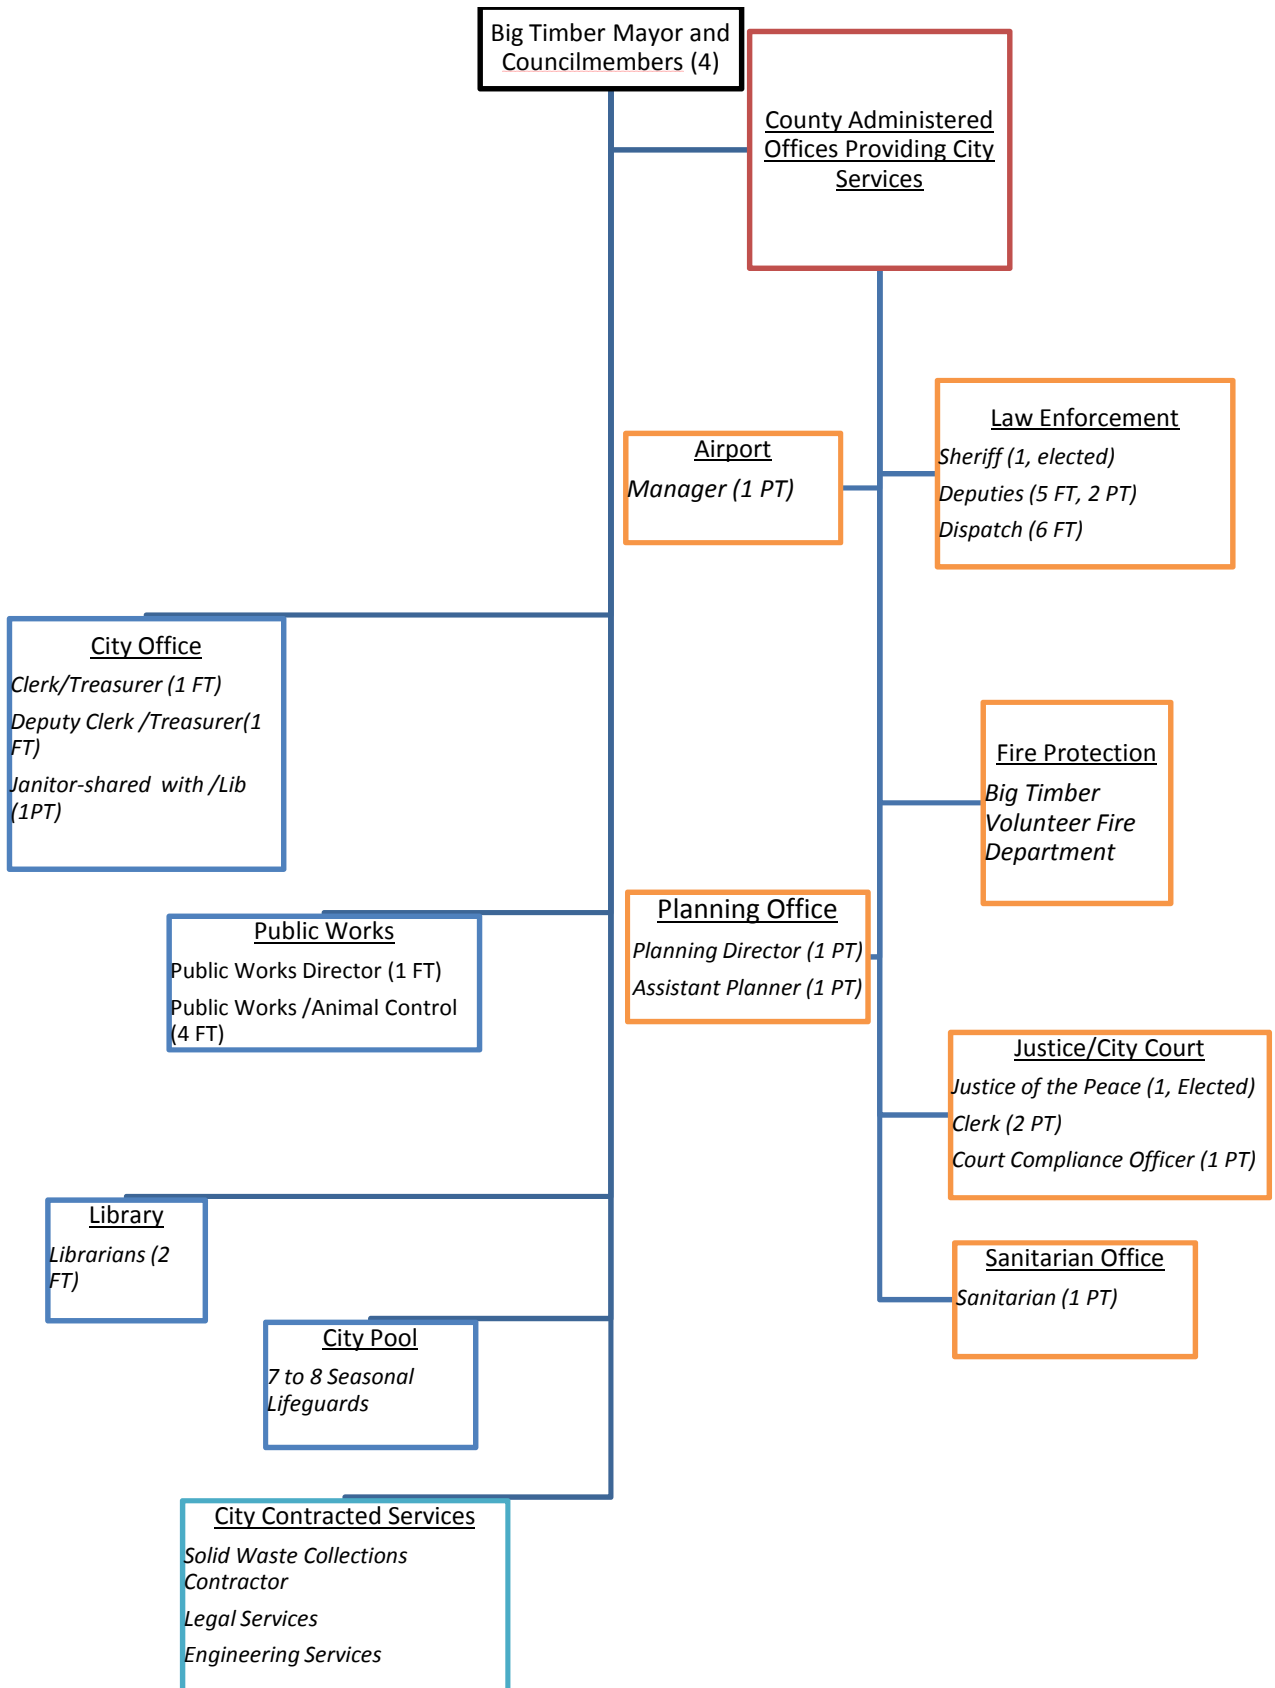 Big Timber Mayor and
Councilmembers (4)
County Administered
Offices Providing City
Services
Law Enforcement
Sheriff (1, elected)
Deputies (5 FT, 2 PT)
Dispatch (6 FT)
Airport
Manager (1 PT)
City Office
Clerk/Treasurer (1 FT)
Deputy Clerk /Treasurer(1
FT)
Janitor-shared  with /Lib
(1PT)
Fire Protection
Big Timber
Volunteer Fire
Department
Planning Office
Planning Director (1 PT)
Assistant Planner (1 PT)
Public Works
Public Works Director (1 FT)
Public Works /Animal Control
(4 FT)
Justice/City Court
Justice of the Peace (1, Elected)
Clerk (2 PT)
Court Compliance Officer (1 PT)
Library
Librarians (2
FT)
Sanitarian Office
Sanitarian (1 PT)
City Pool
7 to 8 Seasonal
Lifeguards
City Contracted Services
Solid Waste Collections
Contractor
Legal Services
Engineering Services